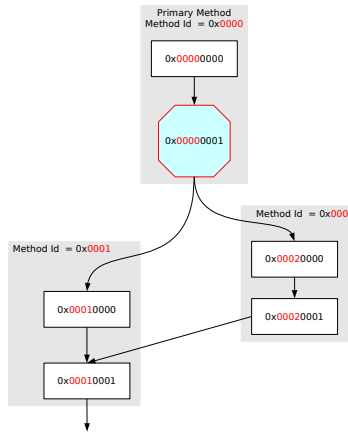 Primary Method
Method Id = 0x0000
0x00000000
0x00000001
Method Id = 0x000
Method Id = 0x0001
0x00020000
0x00010000
0x00020001
0x00010001